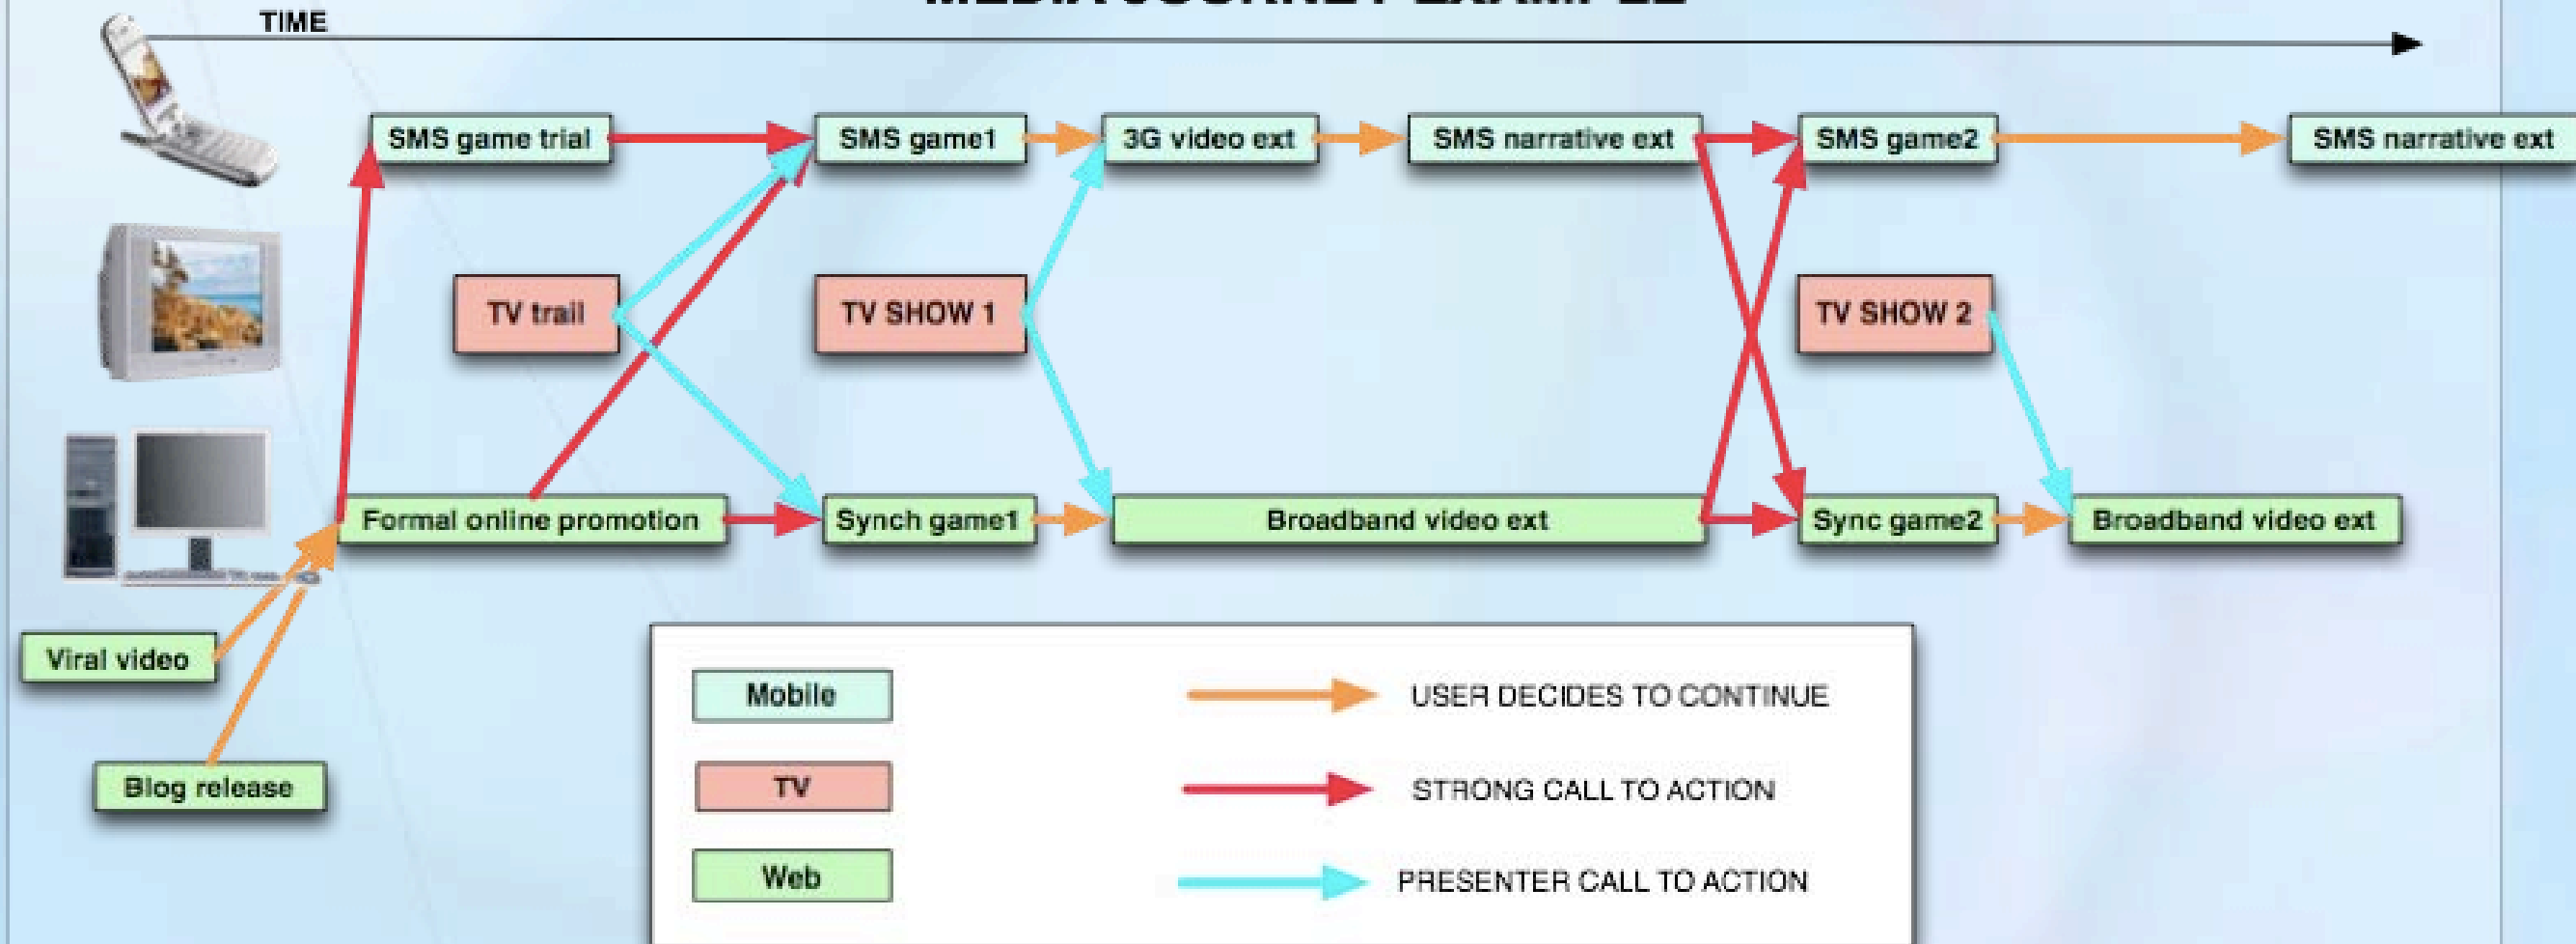 MEDIA JOURNEY EXAMPLE
TIME
SMS game trial
SMS game1
3G video ext
SMS narrative ext
SMS game2
SMS narrative ext
TV trail
TV SHOW 1
TV SHOW 2
Formal online promotion
Synch game1
Broadband video ext
Sync game2
Broadband video ext
Viral video
Blog release
Mobile
USER DECIDES TO CONTINUE
TV
STRONG CALL TO ACTION
Web
PRESENTER CALL TO ACTION